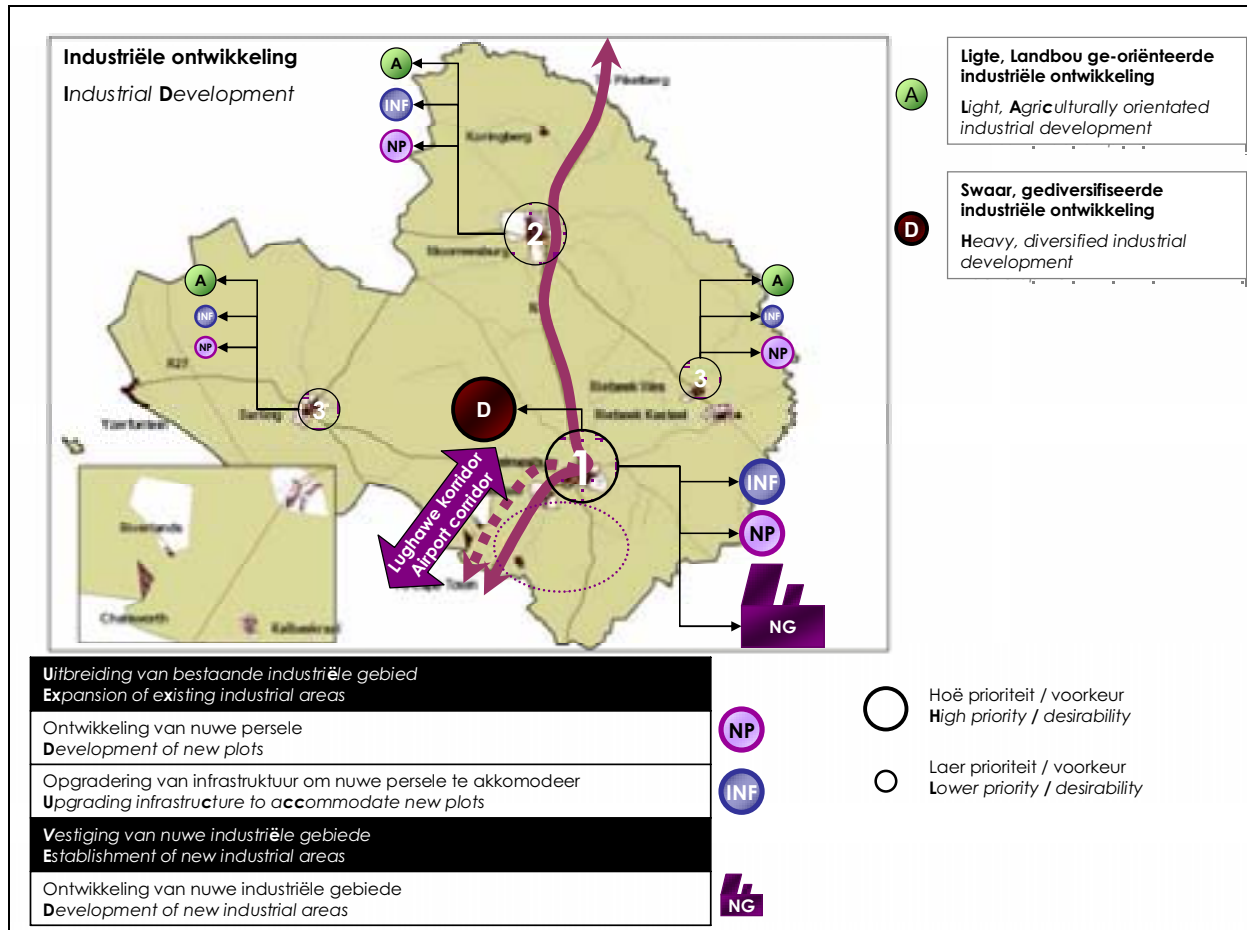 Industriële ontwikkeling
Industrial Development
A
INF
NP
Koringberg
2
A
INF
NP
R27
Darling
3
Yzerfontein
A
INF
NP
3
Riebeek Wes
Riebeek Kasteel
D
1
Lughawe korridor
Airport corridor
INF
NP
NG
Riverlands
Chatsworth
Kalbaskraal
Ligte, Landbou ge-oriënteerde
industriële ontwikkeling
Light, Agriculturally orientated
industrial development
A
Swaar, gediversifiseerde
industriële ontwikkeling
Heavy, diversified industrial
development
D
Uitbreiding van bestaande industriële gebied
Expansion of existing industrial areas
Ontwikkeling van nuwe persele
Development of new plots
NP
Opgradering van infrastruktuur om nuwe persele te akkomodeer
Upgrading infrastructure to accommodate new plots
INF
Vestiging van nuwe industriële gebiede
Establishment of new industrial areas
Ontwikkeling van nuwe industriële gebiede
Development of new industrial areas
NG
Hoë prioriteit / voorkeur
High priority / desirability
Laer prioriteit / voorkeur
Lower priority / desirability